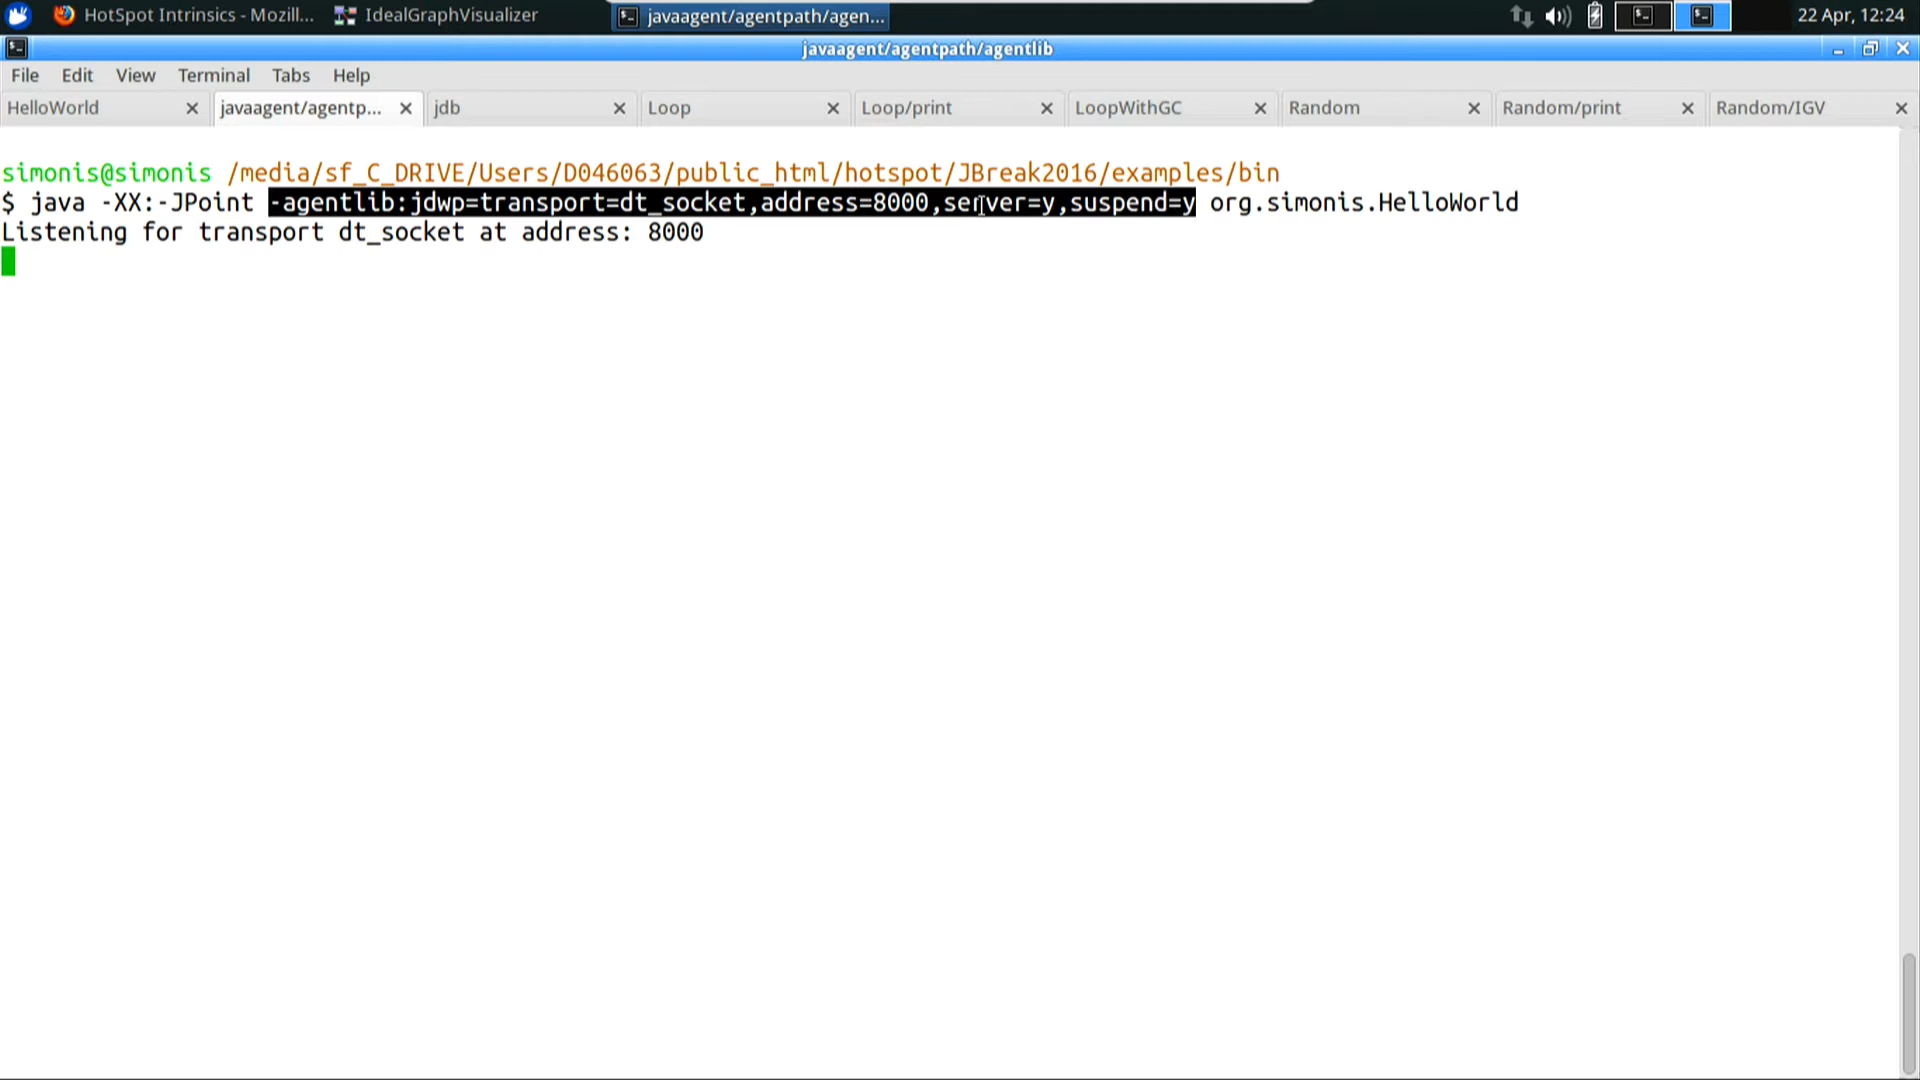 HotSpot Intrinsics - Mozill... IdealGraphVisualizer javaagent/agentpath/agen... 22 Apr, 12:24
javaagent/agentpath/agentlib
File Edit View Terminal Tabs Help
HelloWorld javaagent/agentp... jdb Loop Loop/print LoopWithGC Random Random/print Random/IGV
simonis@simonis /media/sf_C_DRIVE/Users/D046063/public_html/hotspot/JBreak2016/examples/bin
$ java -XX:-JPoint -agentlib:jdwp=transport=dt_socket,address=8000,server=y,suspend=y org.simonis.HelloWorld
Listening for transport dt_socket at address: 8000